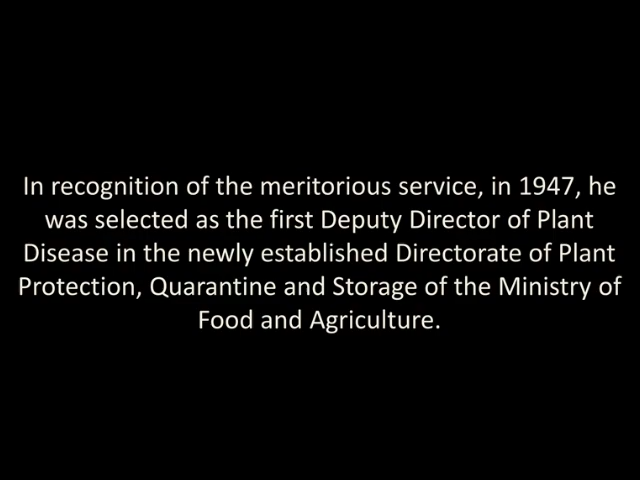 In recognition of the meritorious service, in 1947, he
was selected as the first Deputy Director of Plant
Disease in the newly established Directorate of Plant
Protection, Quarantine and Storage of the Ministry of
Food and Agriculture.